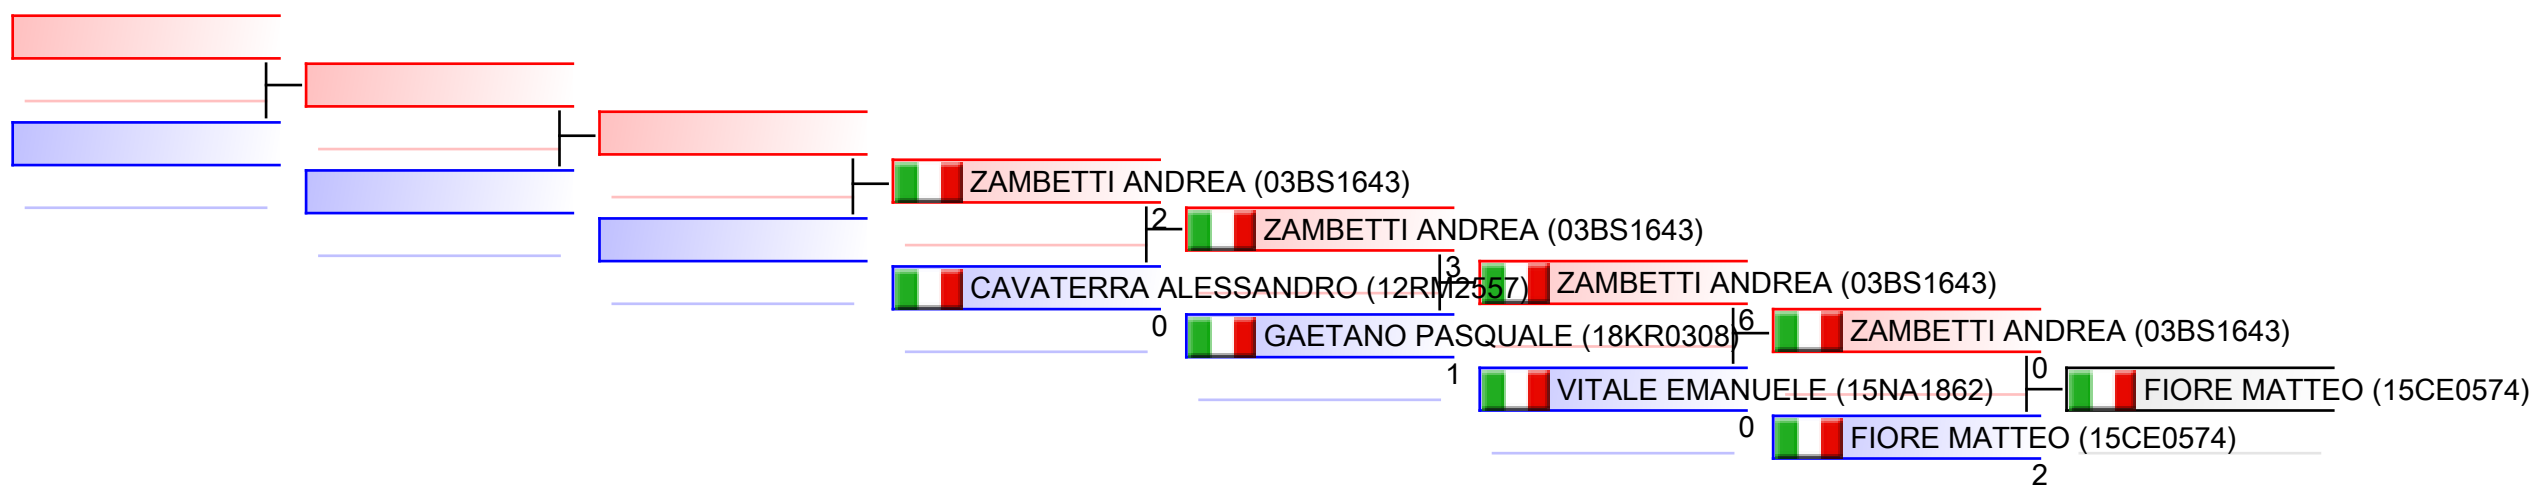 ZAMBETTI ANDREA (03BS1643)
2
CAVATERRA ALESSANDRO (12RM2557)
0
ZAMBETTI ANDREA (03BS1643)
3
GAETANO PASQUALE (18KR0308)
1
ZAMBETTI ANDREA (03BS1643)
6
VITALE EMANUELE (15NA1862)
0
ZAMBETTI ANDREA (03BS1643)
0
FIORE MATTEO (15CE0574)
2
FIORE MATTEO (15CE0574)